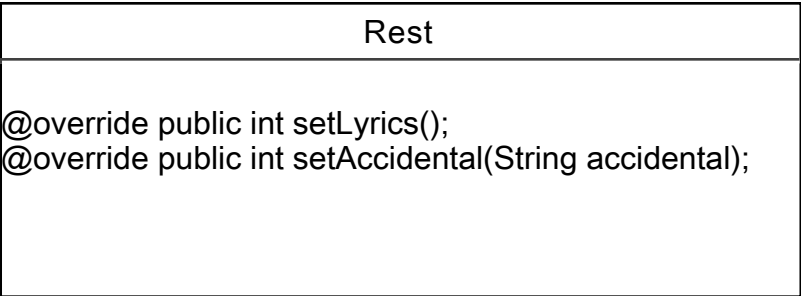 Rest
@override public int setLyrics();
@override public int setAccidental(String accidental);